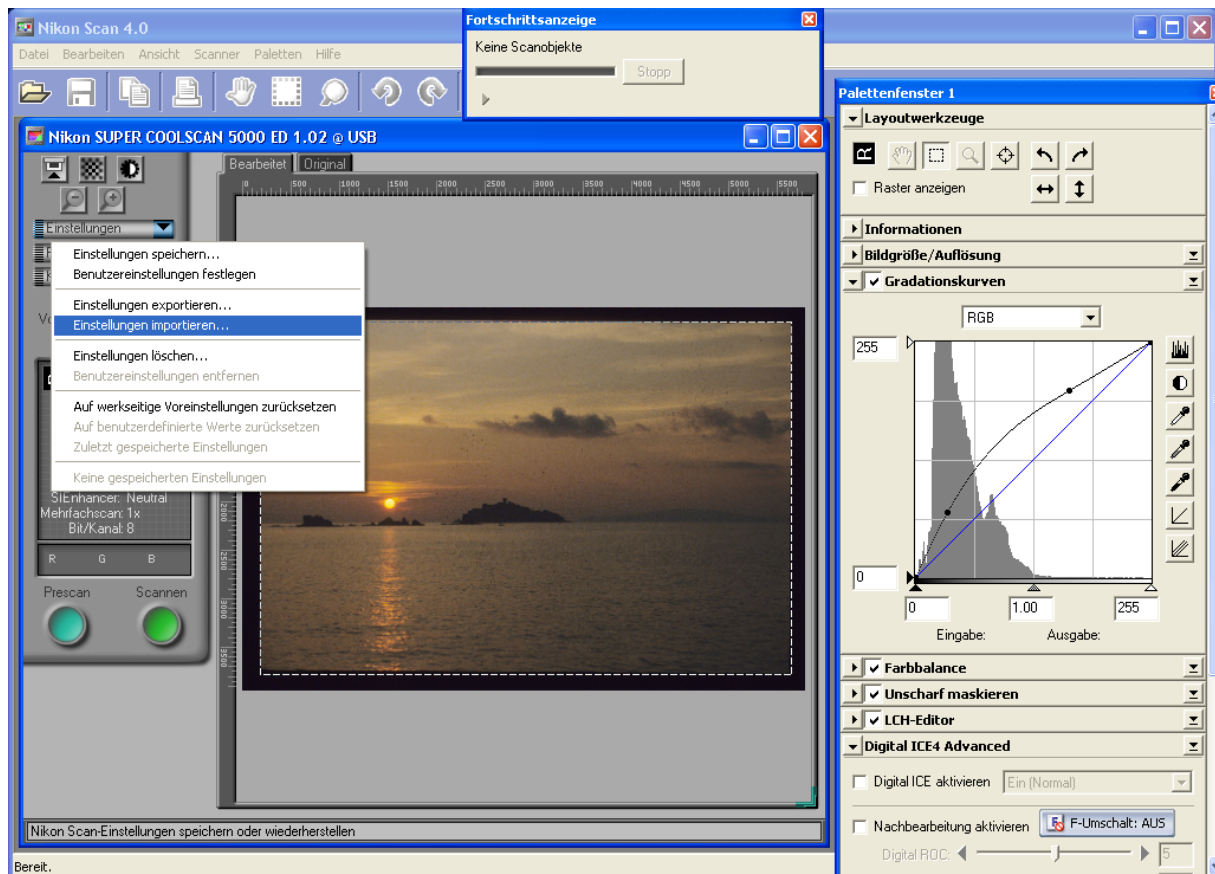 Nikon Scan 4.0
Datei Bearbeiten Ansicht Scanner Paletten Hilfe
Fortschrittsanzeige
Keine Scanobjekte
Stopp
Nikon SUPER COOLSCAN 5000 ED 1.02 @ USB
Bearbeitet Original
0 500 1000 1500 2000 2500 3000 3500 4000 4500 5000 5500
Einstellungen
Einstellungen speichern...
Benutzereinstellungen festlegen
Einstellungen exportieren...
Einstellungen importieren...
Einstellungen löschen...
Benutzereinstellungen entfernen
Auf werkseitige Voreinstellungen zurücksetzen
Auf benutzerdefinierte Werte zurücksetzen
Zuletzt gespeicherte Einstellungen
Keine gespeicherten Einstellungen
SIEnhancer: Neutral
Mehrfachscan: 1x
Bit/Kanal: 8
R G B
Prescan Scannen
2000
2500
3000
3500
Nikon Scan-Einstellungen speichern oder wiederherstellen
Bereit.
Palettenfenster 1
Layoutwerkzeuge
R
Raster anzeigen
Informationen
Bildgröße/Auflösung
Gradationskurven
RGB
255
0
0 1.00 255
Eingabe: Ausgabe:
Farbbalance
Unscharf maskieren
LCH-Editor
Digital ICE4 Advanced
Digital ICE aktivieren Ein (Normal)
Nachbearbeitung aktivieren F-Umschalt: AUS
Digital ROC: 5